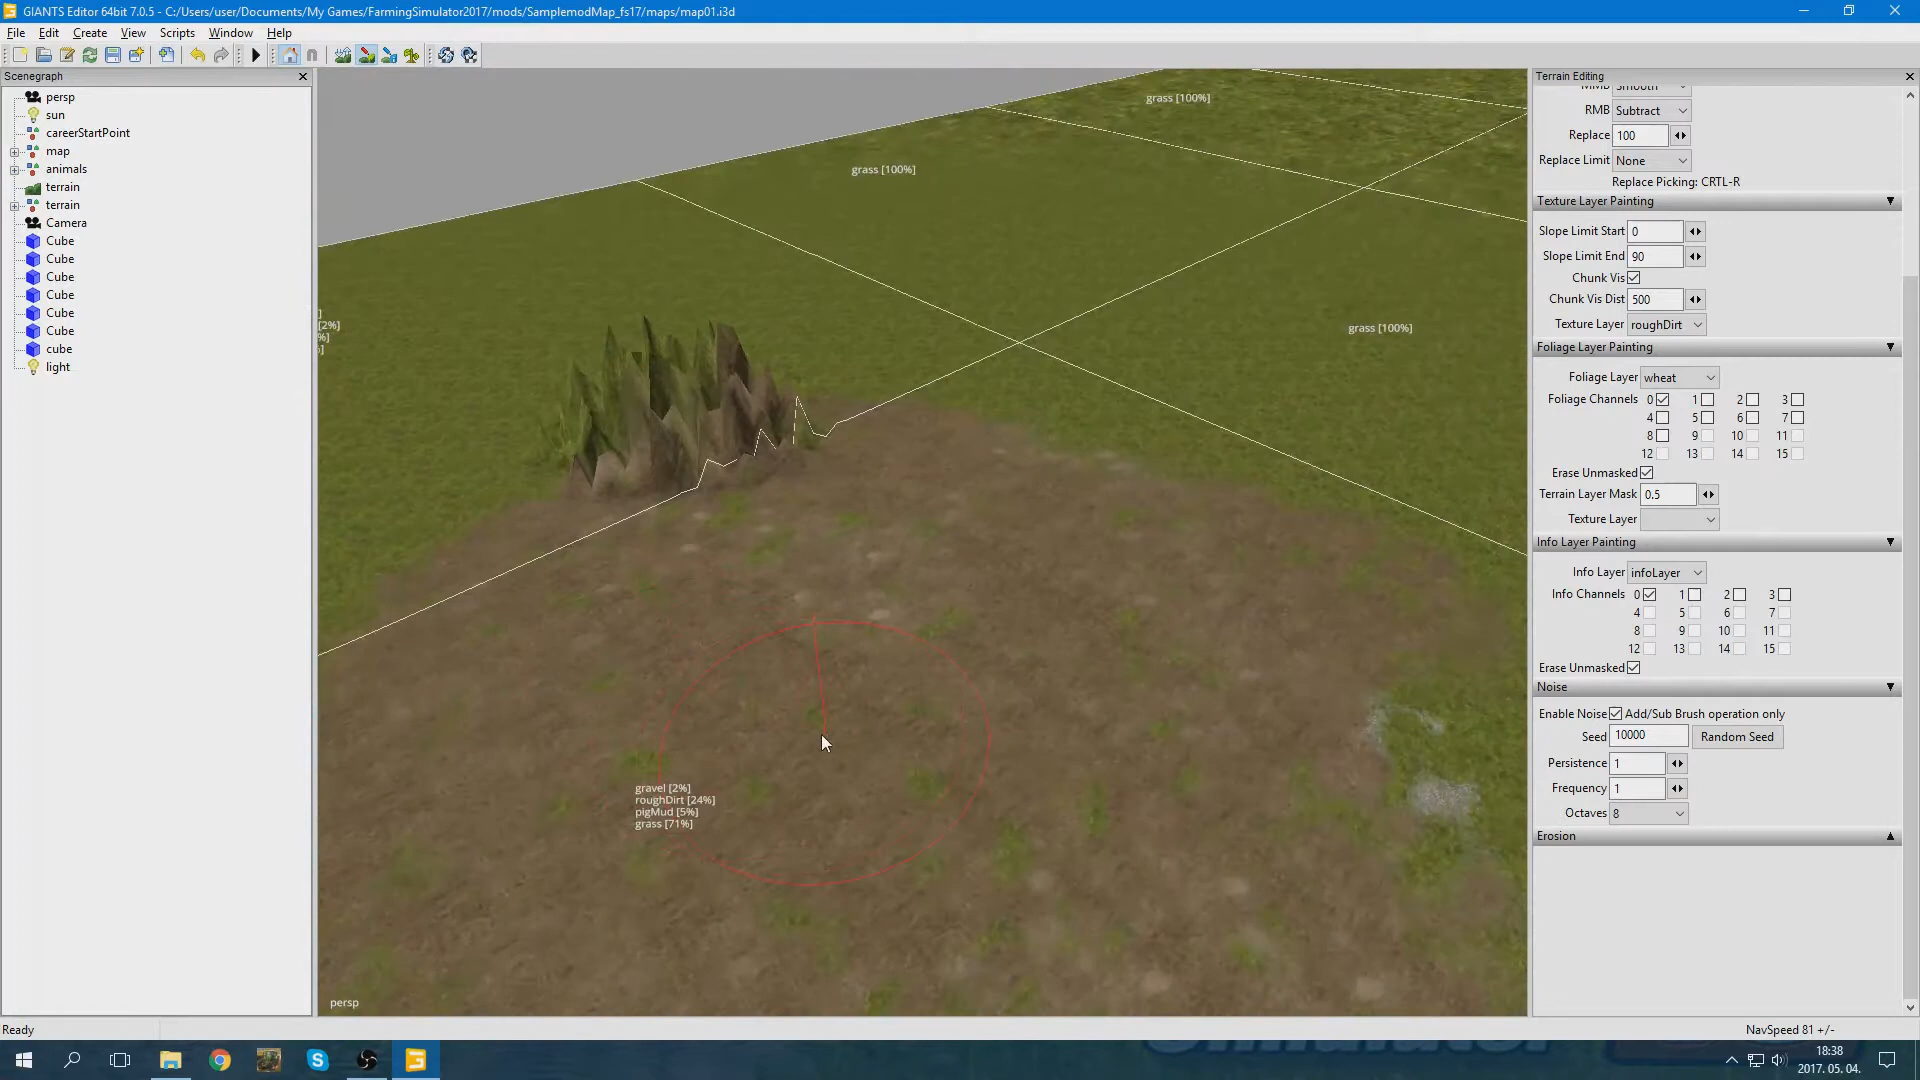 GIANTS Editor 64bit 7.0.5 - C:/Users/user/Documents/My Games/FarmingSimulator2017/mods/SamplemodMap_fs17/maps/map01.i3d
File Edit Create View Scripts Window Help
Scenegraph
persp
sun
careerStartPoint
map
animals
terrain
terrain
Camera
Cube
Cube
Cube
Cube
Cube
Cube
cube
light
grass [100%]
grass [100%]
grass [100%]
[2%]
gravel [2%]
roughDirt [24%]
pigMud [5%]
grass [71%]
persp
Terrain Editing
MMB Smooth
RMB Subtract
Replace 100
Replace Limit None
Replace Picking: CRTL-R
Texture Layer Painting
Slope Limit Start 0
Slope Limit End 90
Chunk Vis
Chunk Vis Dist 500
Texture Layer roughDirt
Foliage Layer Painting
Foliage Layer wheat
Foliage Channels 0 1 2 3
4 5 6 7
8 9 10 11
12 13 14 15
Erase Unmasked
Terrain Layer Mask 0.5
Texture Layer
Info Layer Painting
Info Layer infoLayer
Info Channels 0 1 2 3
4 5 6 7
8 9 10 11
12 13 14 15
Erase Unmasked
Noise
Enable Noise Add/Sub Brush operation only
Seed 10000 Random Seed
Persistence 1
Frequency 1
Octaves 8
Erosion
Ready
NavSpeed 81 +/-
18:38
2017. 05. 04.